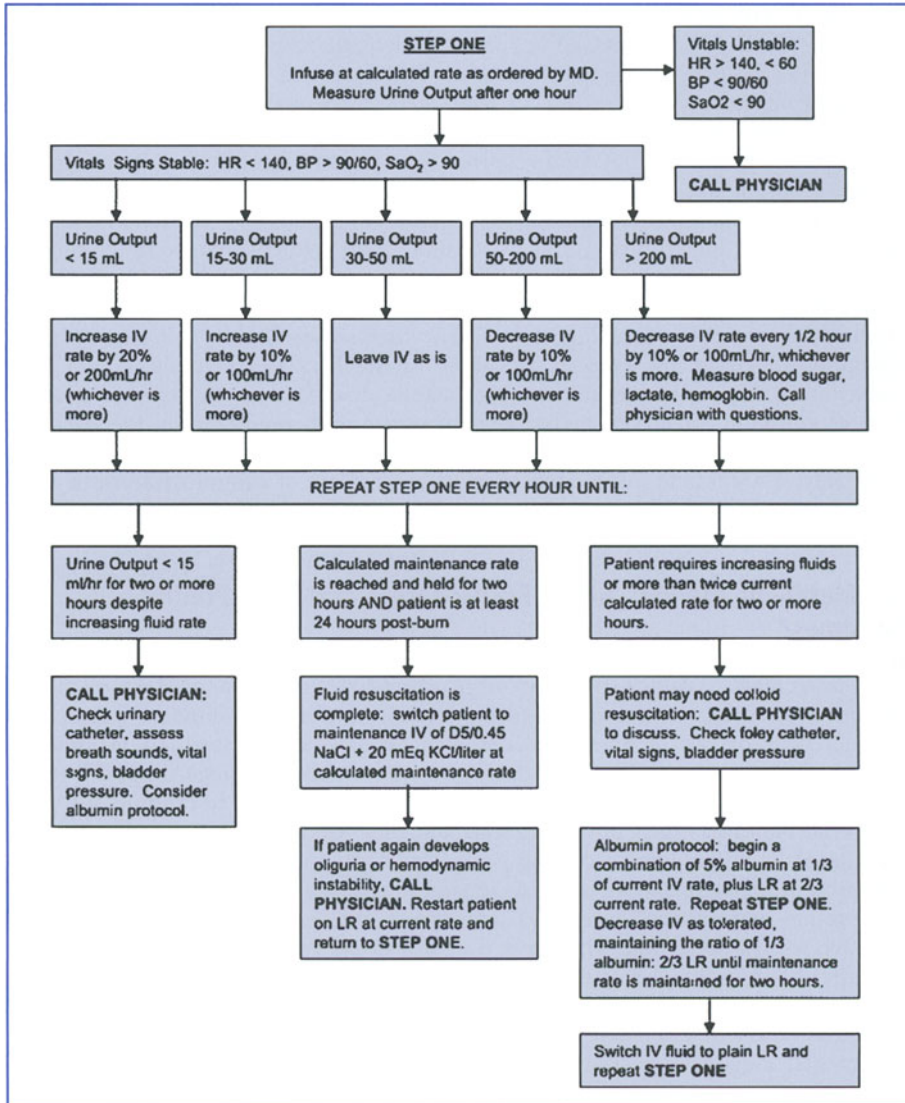 STEP ONE
Infuse at calculated rate as ordered by MD.
Measure Urine Output after one hour
Vitals Unstable:
HR > 140, < 60
BP < 90/60
SaO2 < 90
CALL PHYSICIAN
Vitals Signs Stable: HR < 140, BP > 90/60, SaO₂ > 90
Urine Output
< 15 mL
Urine Output
15-30 mL
Urine Output
30-50 mL
Urine Output
50-200 mL
Urine Output
> 200 mL
Increase IV
rate by 20%
or 200mL/hr
(whichever is
more)
Increase IV
rate by 10%
or 100mL/hr
(whichever is
more)
Leave IV as is
Decrease IV
rate by 10%
or 100mL/hr
(whichever is
more)
Decrease IV rate every 1/2 hour
by 10% or 100mL/hr, whichever
is more. Measure blood sugar,
lactate, hemoglobin. Call
physician with questions.
REPEAT STEP ONE EVERY HOUR UNTIL:
Urine Output < 15
ml/hr for two or more
hours despite
increasing fluid rate
CALL PHYSICIAN:
Check urinary
catheter, assess
breath sounds, vital
signs, bladder
pressure. Consider
albumin protocol.
Calculated maintenance rate
is reached and held for two
hours AND patient is at least
24 hours post-burn
Fluid resuscitation is
complete: switch patient to
maintenance IV of D5/0.45
NaCl + 20 mEq KCl/liter at
calculated maintenance rate
If patient again develops
oliguria or hemodynamic
instability, CALL
PHYSICIAN. Restart patient
on LR at current rate and
return to STEP ONE.
Patient requires increasing fluids
or more than twice current
calculated rate for two or more
hours.
Patient may need colloid
resuscitation: CALL PHYSICIAN
to discuss. Check foley catheter,
vital signs, bladder pressure
Albumin protocol: begin a
combination of 5% albumin at 1/3
of current IV rate, plus LR at 2/3
current rate. Repeat STEP ONE.
Decrease IV as tolerated,
maintaining the ratio of 1/3
albumin: 2/3 LR until maintenance
rate is maintained for two hours.
Switch IV fluid to plain LR and
repeat STEP ONE